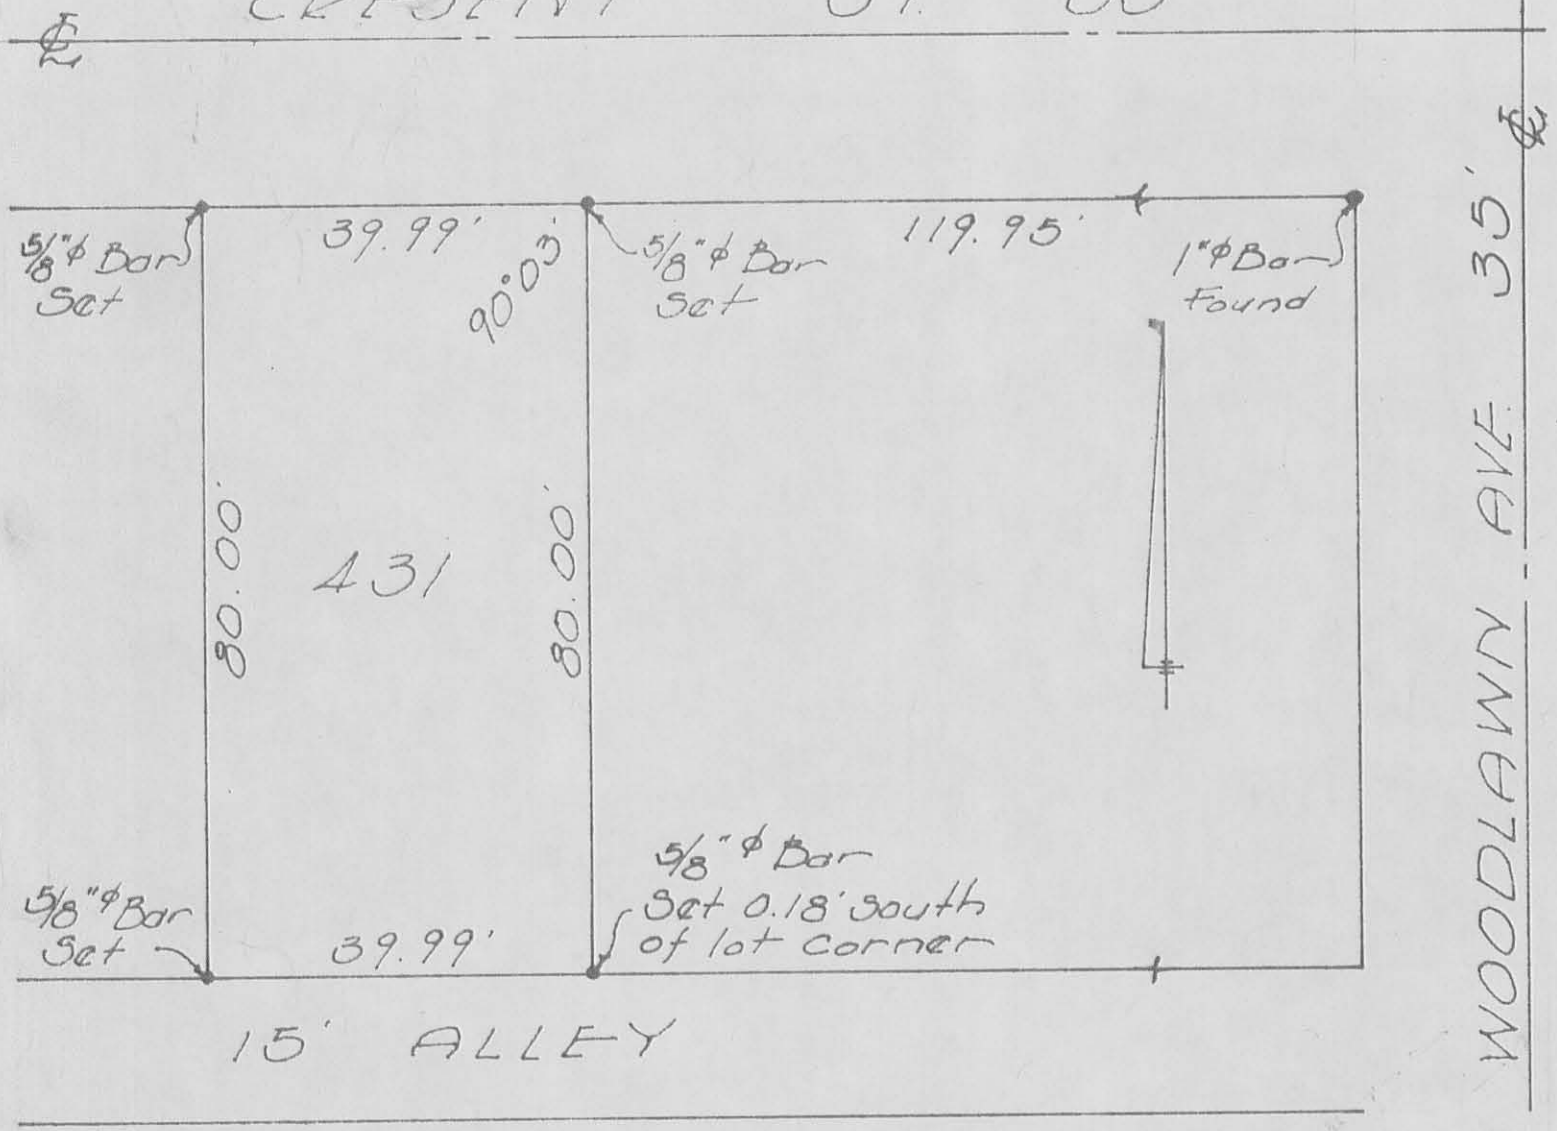 ℄
℄
39.99'
119.95'
5/8"ϕ Bar
Set
90°03'
5/8"ϕ Bar
Set
1"ϕ Bar
Found
80.00'
431
80.00'
5/8"ϕ Bar
Set 0.18' South
of lot corner
5/8"ϕ Bar
Set
39.99'
15' ALLEY
WOODLAWN AVE. 35'